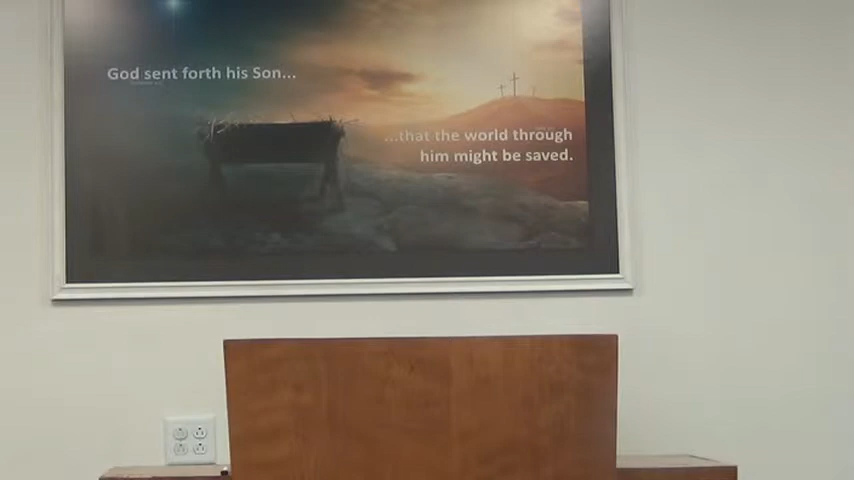 God sent forth his Son...
...that the world through
him might be saved.